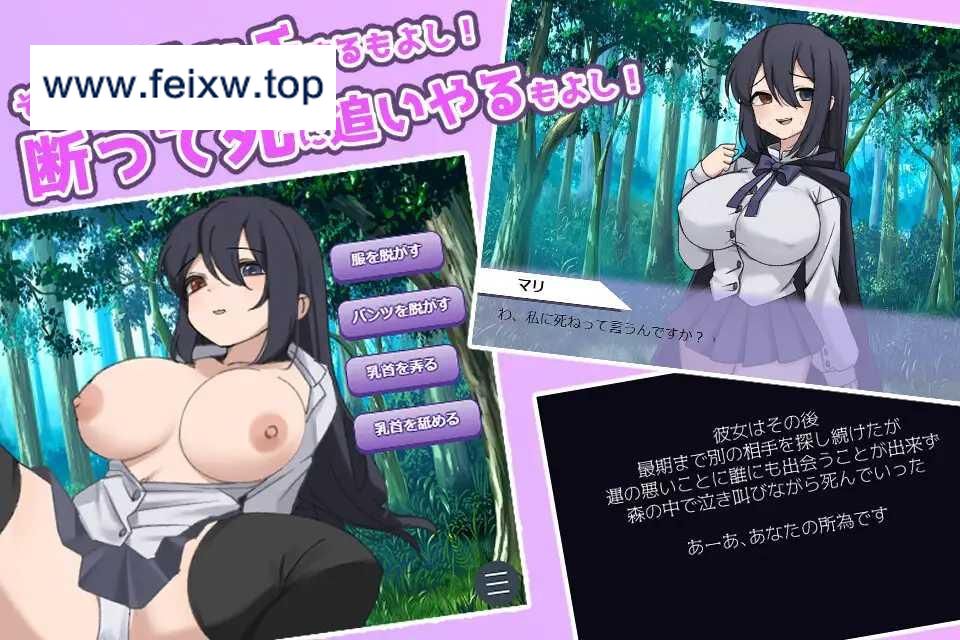 るもよし！
www.feixw.top
断って死に追いやるもよし！
服を脱がす
パンツを脱がす
乳首を弄る
乳首を舐める
マリ
わ、私に死ねって言うんですか？
彼女はその後
最期まで別の相手を探し続けたが
運の悪いことに誰にも出会うことが出来ず
森の中で泣き叫びながら死んでいった
あーあ、あなたの所為です